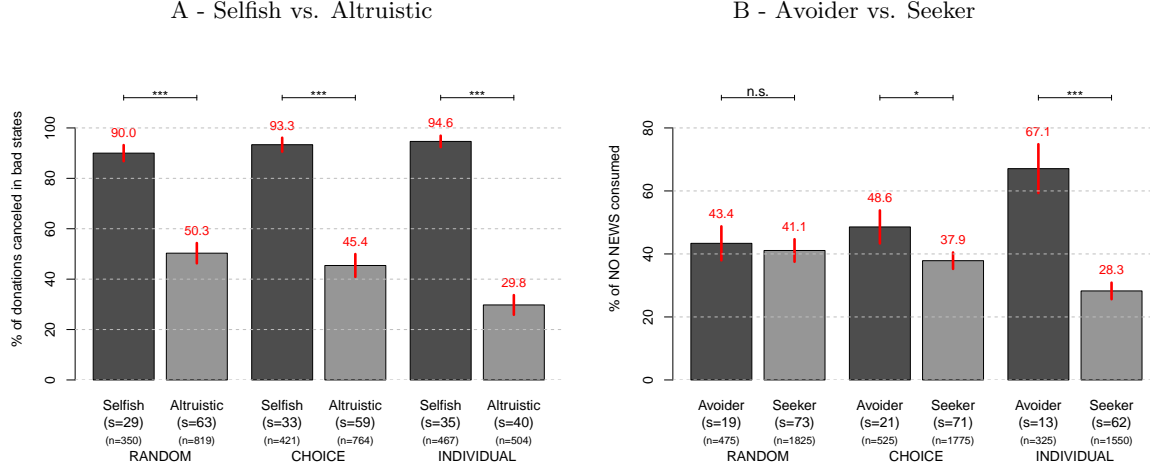 A - Selfish vs. Altruistic
% of donations canceled in bad states
0
20
40
60
80
100
***
***
***
90.0
50.3
93.3
45.4
94.6
29.8
Selfish Altruistic Selfish Altruistic Selfish Altruistic
(s=29) (s=63) (s=33) (s=59) (s=35) (s=40)
(n=350) (n=819) (n=421) (n=764) (n=467) (n=504)
RANDOM CHOICE INDIVIDUAL
B - Avoider vs. Seeker
% of NO NEWS consumed
0
20
40
60
80
n.s.
*
***
43.4
41.1
48.6
37.9
67.1
28.3
Avoider Seeker Avoider Seeker Avoider Seeker
(s=19) (s=73) (s=21) (s=71) (s=13) (s=62)
(n=475) (n=1825) (n=525) (n=1775) (n=325) (n=1550)
RANDOM CHOICE INDIVIDUAL